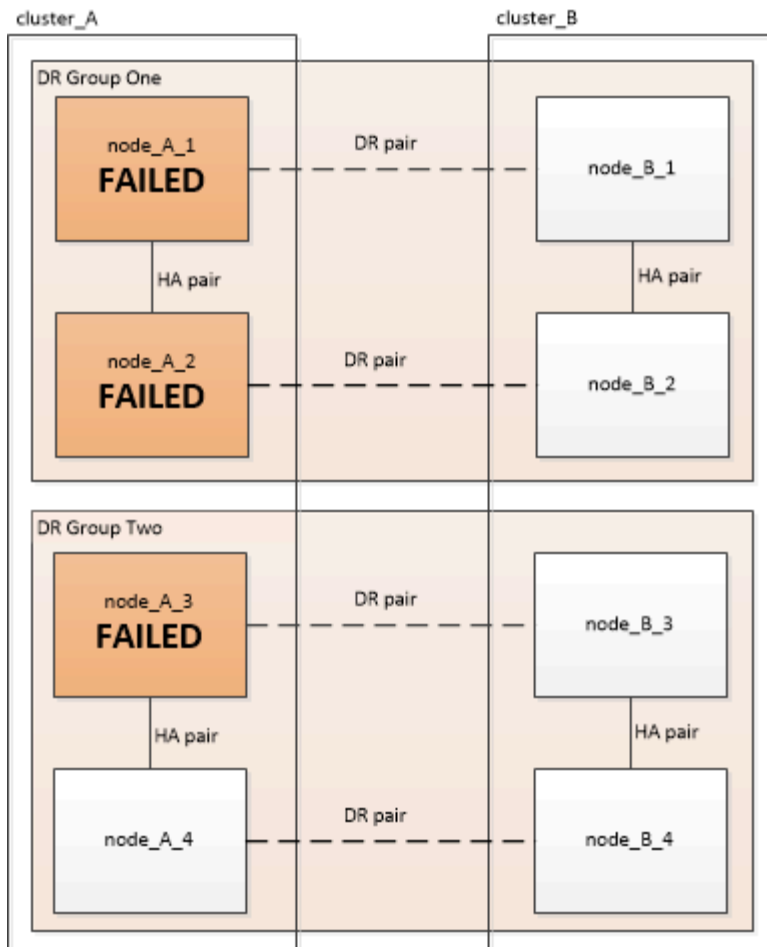 cluster_A
cluster_B
DR Group One
node_A_1
FAILED
DR pair
node_B_1
HA pair
HA pair
node_A_2
FAILED
DR pair
node_B_2
DR Group Two
node_A_3
FAILED
DR pair
node_B_3
HA pair
HA pair
node_A_4
DR pair
node_B_4